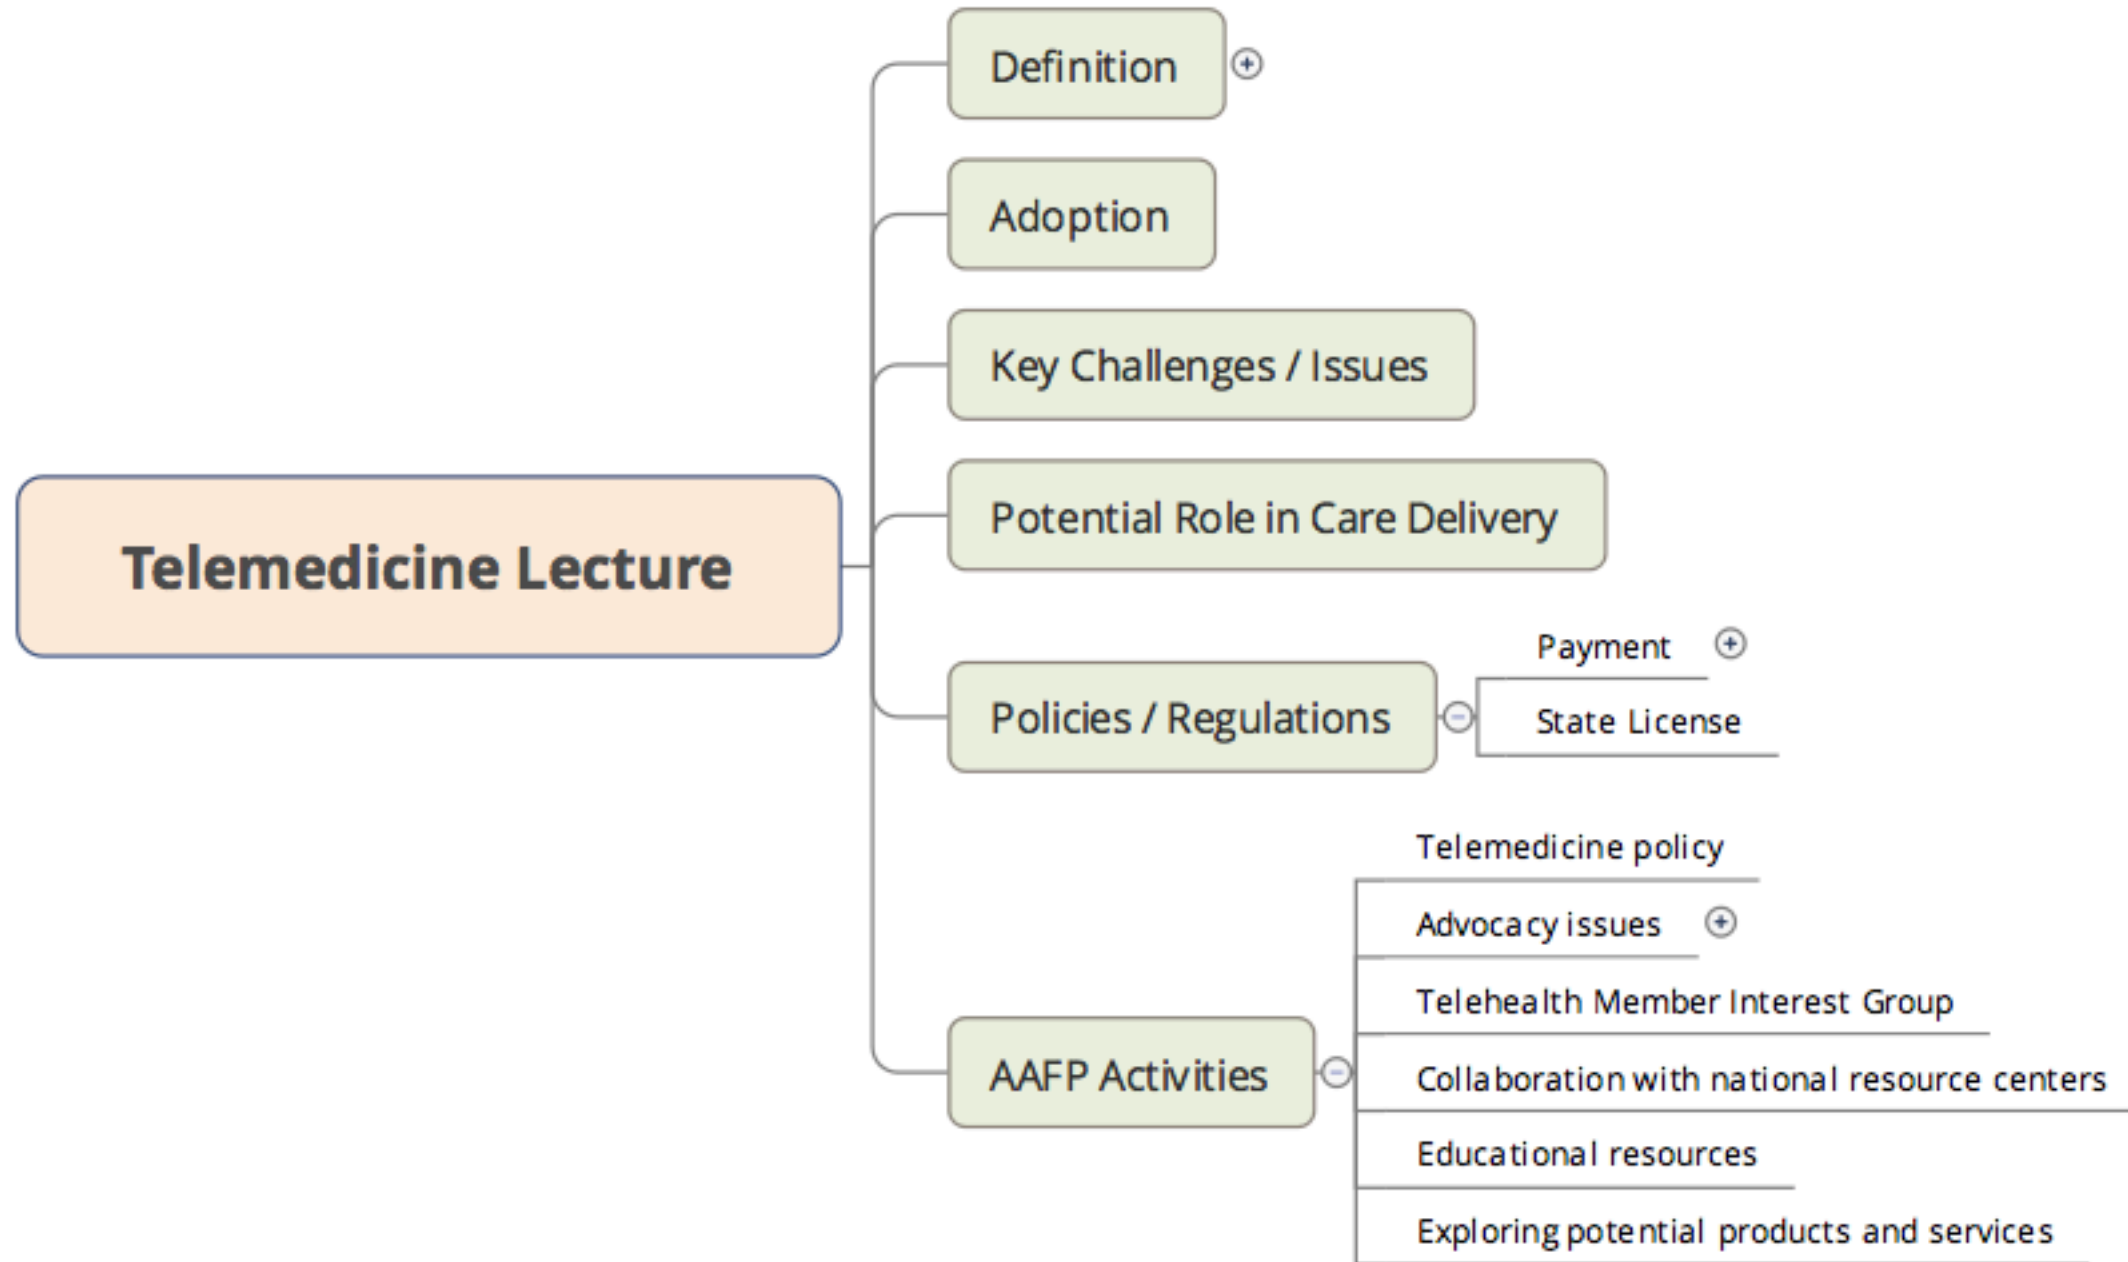 Definition
Adoption
Key Challenges / Issues
Potential Role in Care Delivery
Telemedicine Lecture
Payment
Policies / Regulations
State License
Telemedicine policy
Advocacy issues
Telehealth Member Interest Group
AAFP Activities
Collaboration with national resource centers
Educational resources
Exploring potential products and services